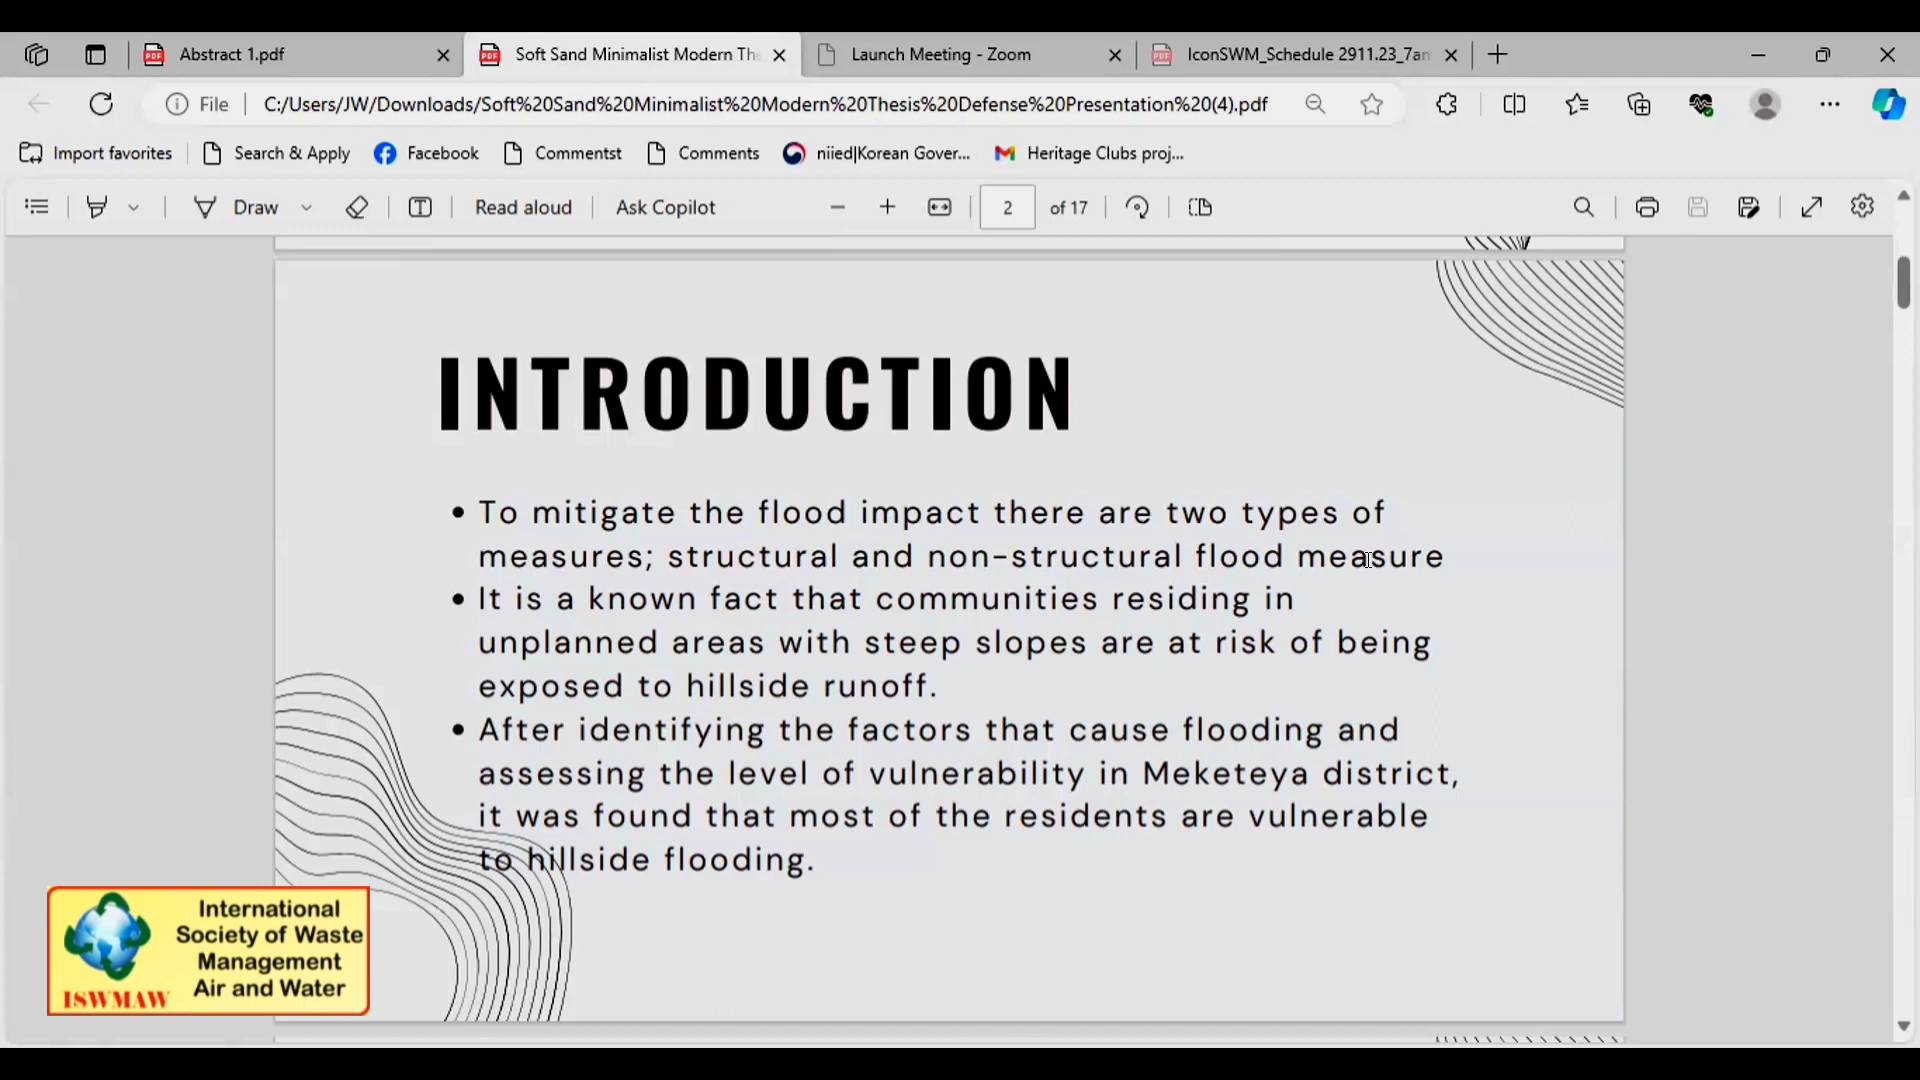 Abstract 1.pdf
Soft Sand Minimalist Modern The
Launch Meeting - Zoom
IconSWM_Schedule 2911.23_7am
File
C:/Users/JW/Downloads/Soft%20Sand%20Minimalist%20Modern%20Thesis%20Defense%20Presentation%20(4).pdf
Import favorites
Search & Apply
Facebook
Commentst
Comments
niied|Korean Gover...
Heritage Clubs proj...
Draw
Read aloud
Ask Copilot
2 of 17
INTRODUCTION
• To mitigate the flood impact there are two types of
measures; structural and non-structural flood measure
• It is a known fact that communities residing in
unplanned areas with steep slopes are at risk of being
exposed to hillside runoff.
• After identifying the factors that cause flooding and
assessing the level of vulnerability in Meketeya district,
it was found that most of the residents are vulnerable
to hillside flooding.
International
Society of Waste
Management
Air and Water
ISWMAW